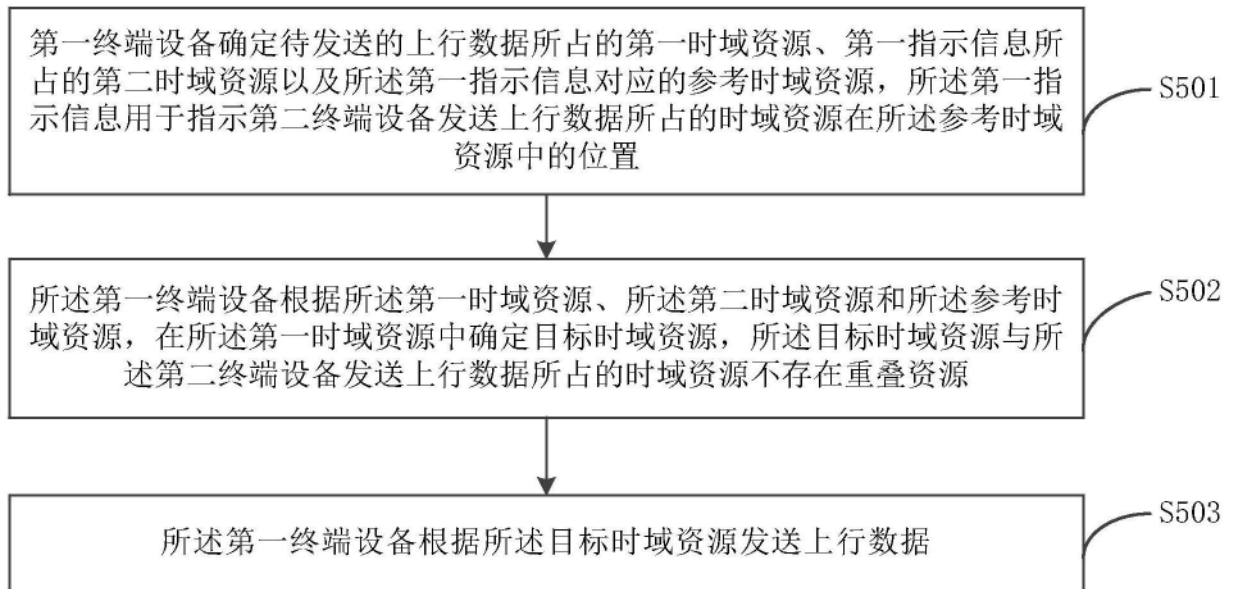 第一终端设备确定待发送的上行数据所占的第一时域资源、第一指示信息所
占的第二时域资源以及所述第一指示信息对应的参考时域资源，所述第一指
示信息用于指示第二终端设备发送上行数据所占的时域资源在所述参考时域
资源中的位置
S501
所述第一终端设备根据所述第一时域资源、所述第二时域资源和所述参考时
域资源，在所述第一时域资源中确定目标时域资源，所述目标时域资源与所
述第二终端设备发送上行数据所占的时域资源不存在重叠资源
S502
所述第一终端设备根据所述目标时域资源发送上行数据
S503